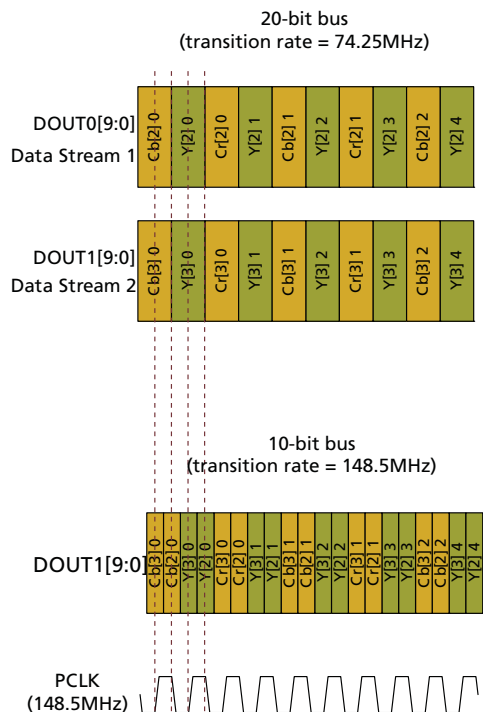 20-bit bus
(transition rate = 74.25MHz)
DOUT0[9:0]
Data Stream 1
Cb[2] 0
Y[2] 0
Cr[2] 0
Y[2] 1
Cb[2] 1
Y[2] 2
Cr[2] 1
Y[2] 3
Cb[2] 2
Y[2] 4
DOUT1[9:0]
Data Stream 2
Cb[3] 0
Y[3] 0
Cr[3] 0
Y[3] 1
Cb[3] 1
Y[3] 2
Cr[3] 1
Y[3] 3
Cb[3] 2
Y[3] 4
10-bit bus
(transition rate = 148.5MHz)
DOUT1[9:0]
Cb[3] 0
Cb[2] 0
Y[3] 0
Y[2] 0
Cr[3] 0
Cr[2] 0
Y[3] 1
Y[2] 1
Cb[3] 1
Cb[2] 1
Y[3] 2
Y[2] 2
Cr[3] 1
Cr[2] 1
Y[3] 3
Y[2] 3
Cb[3] 2
Cb[2] 2
Y[3] 4
Y[2] 4
PCLK
(148.5MHz)